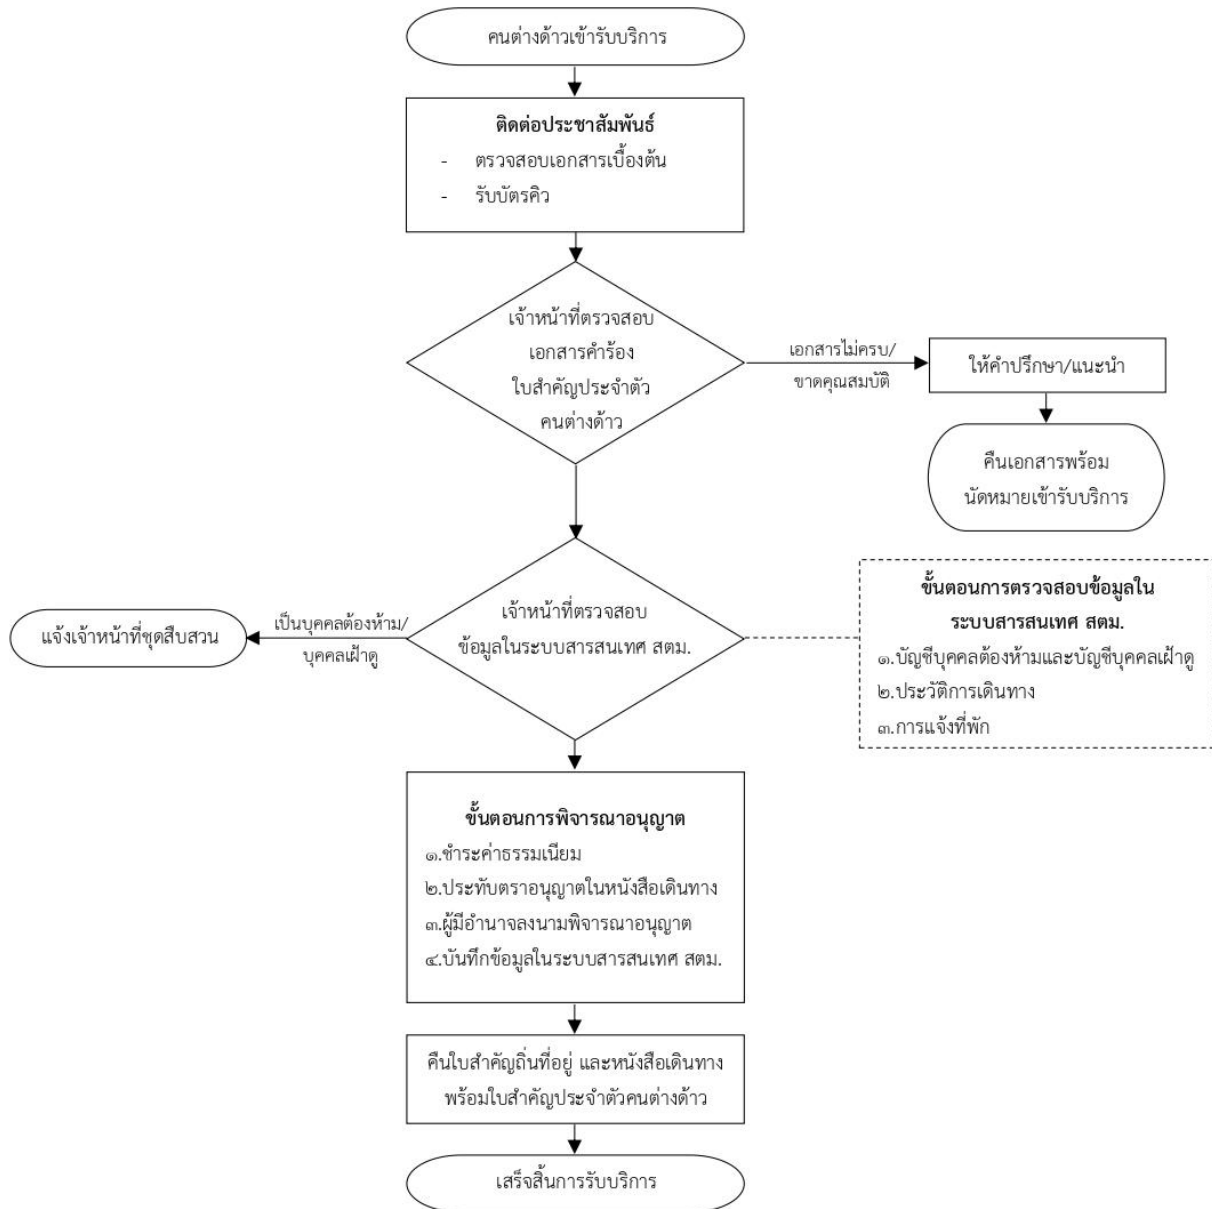 คนต่างด้าวเข้ารับบริการ
ติดต่อประชาสัมพันธ์
- ตรวจสอบเอกสารเบื้องต้น
- รับบัตรคิว
เจ้าหน้าที่ตรวจสอบ
เอกสารคำร้อง
ใบสำคัญประจำตัว
คนต่างด้าว
เอกสารไม่ครบ/
ขาดคุณสมบัติ
ให้คำปรึกษา/แนะนำ
คืนเอกสารพร้อม
นัดหมายเข้ารับบริการ
เจ้าหน้าที่ตรวจสอบ
ข้อมูลในระบบสารสนเทศ สตม.
เป็นบุคคลต้องห้าม/
บุคคลเฝ้าดู
แจ้งเจ้าหน้าที่ชุดสืบสวน
ขั้นตอนการตรวจสอบข้อมูลใน
ระบบสารสนเทศ สตม.
๑.บัญชีบุคคลต้องห้ามและบัญชีบุคคลเฝ้าดู
๒.ประวัติการเดินทาง
๓.การแจ้งที่พัก
ขั้นตอนการพิจารณาอนุญาต
๑.ชำระค่าธรรมเนียม
๒.ประทับตราอนุญาตในหนังสือเดินทาง
๓.ผู้มีอำนาจลงนามพิจารณาอนุญาต
๔.บันทึกข้อมูลในระบบสารสนเทศ สตม.
คืนใบสำคัญถิ่นที่อยู่ และหนังสือเดินทาง
พร้อมใบสำคัญประจำตัวคนต่างด้าว
เสร็จสิ้นการรับบริการ